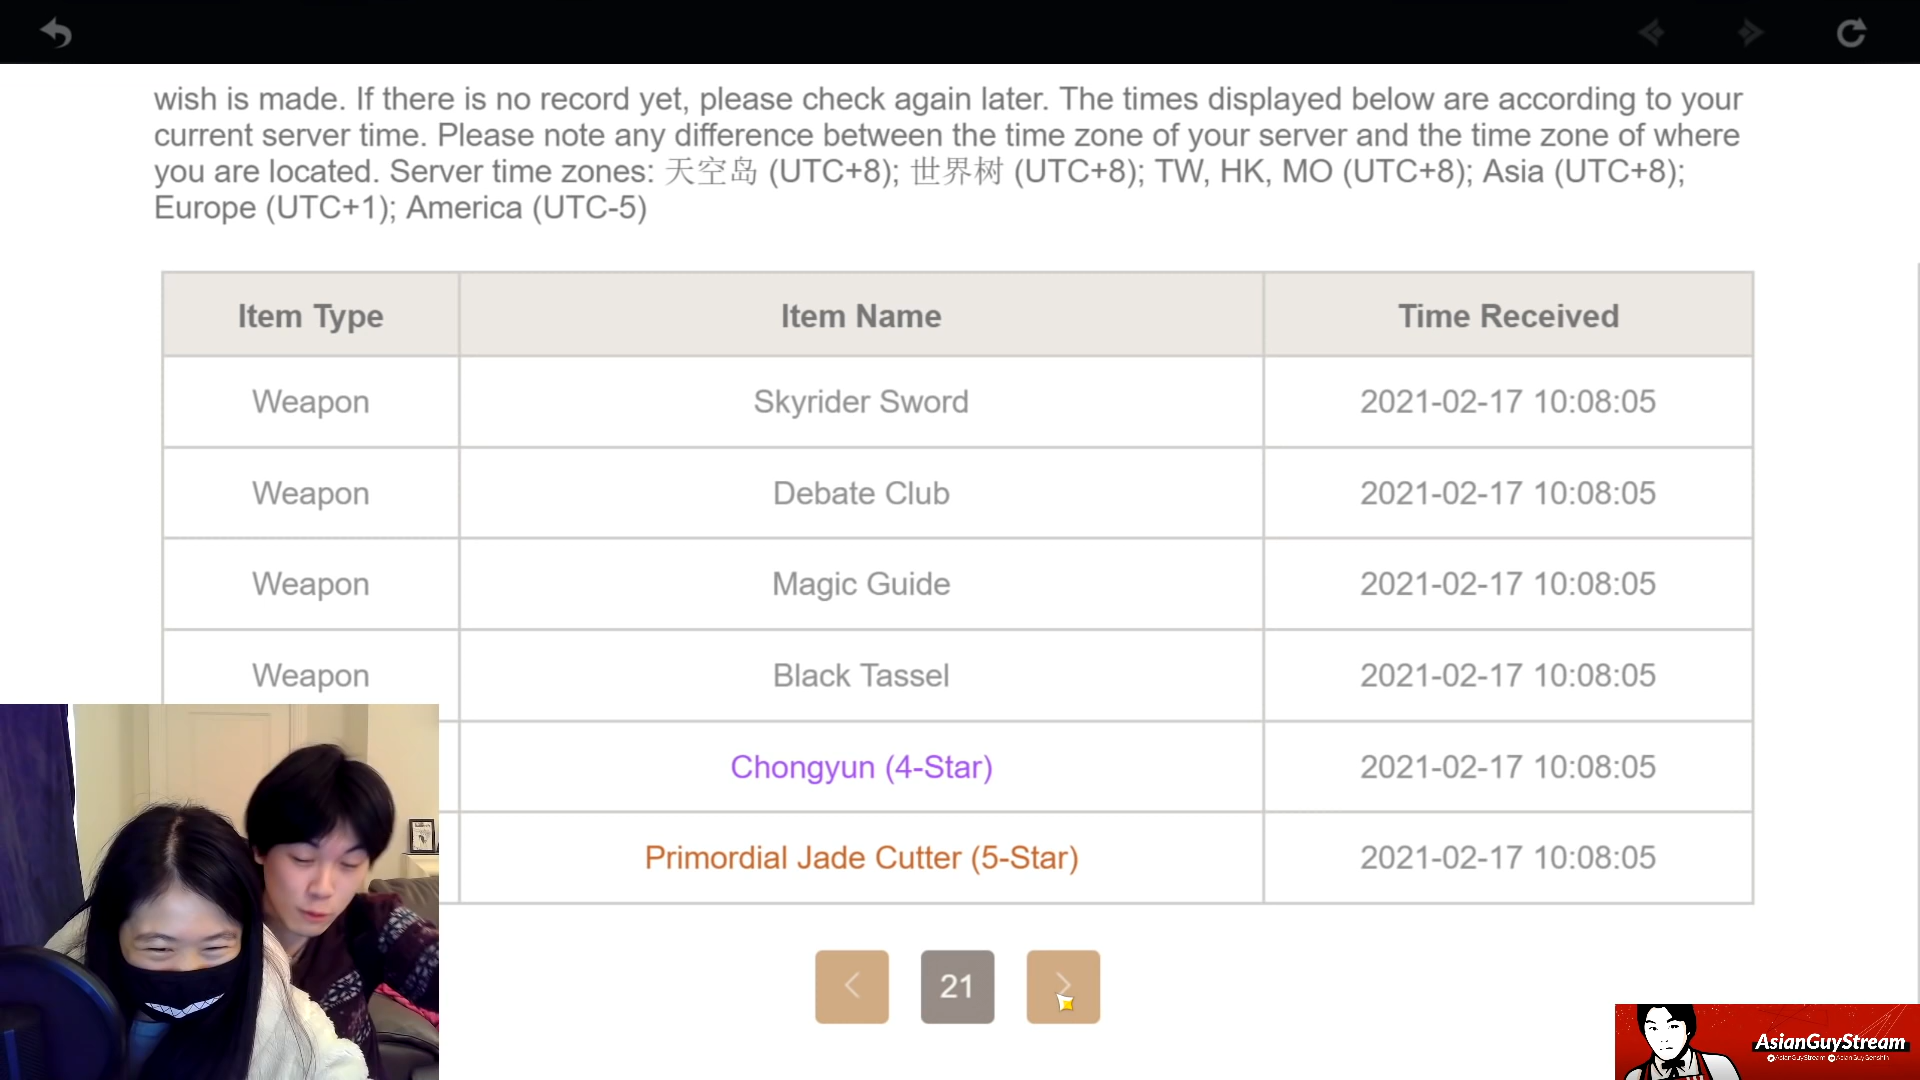 wish is made. If there is no record yet, please check again later. The times displayed below are according to your
current server time. Please note any difference between the time zone of your server and the time zone of where
you are located. Server time zones: 天空岛 (UTC+8); 世界树 (UTC+8); TW, HK, MO (UTC+8); Asia (UTC+8);
Europe (UTC+1); America (UTC-5)
Item Type Item Name Time Received
Weapon Skyrider Sword 2021-02-17 10:08:05
Weapon Debate Club 2021-02-17 10:08:05
Weapon Magic Guide 2021-02-17 10:08:05
Weapon Black Tassel 2021-02-17 10:08:05
Chongyun (4-Star) 2021-02-17 10:08:05
Primordial Jade Cutter (5-Star) 2021-02-17 10:08:05
21
AsianGuyStream
AsianGuyStream AsianGuyGenshin